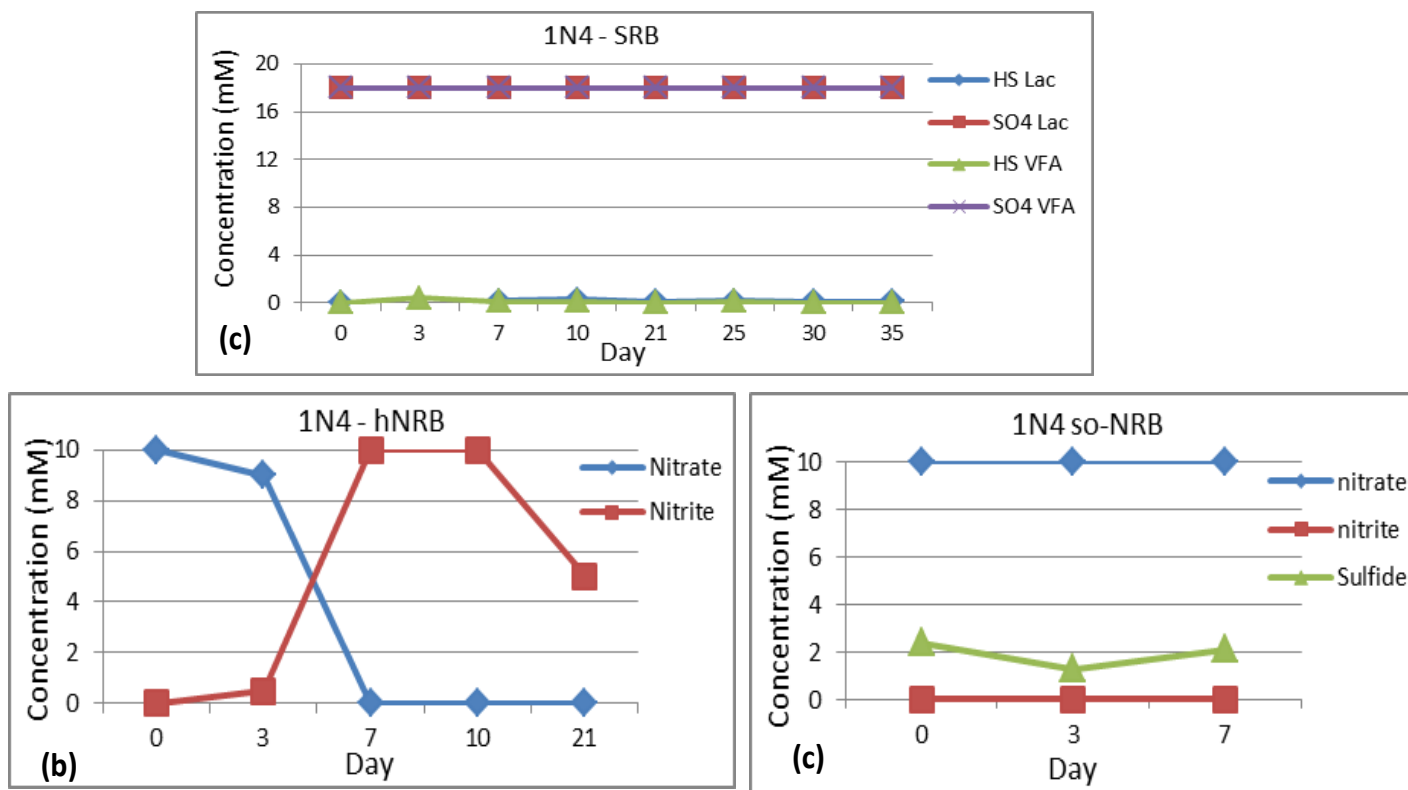 1N4 - SRB
Concentration (mM)
20
16
12
8
4
0
0 3 7 10 21 25 30 35
Day
HS Lac
SO4 Lac
HS VFA
SO4 VFA
(c)
1N4 - hNRB
Concentration (mM)
10
8
6
4
2
0
0 3 7 10 21
Day
Nitrate
Nitrite
(b)
1N4 so-NRB
Concentration (mM)
10
8
6
4
2
0
0 3 7
Day
nitrate
nitrite
Sulfide
(c)